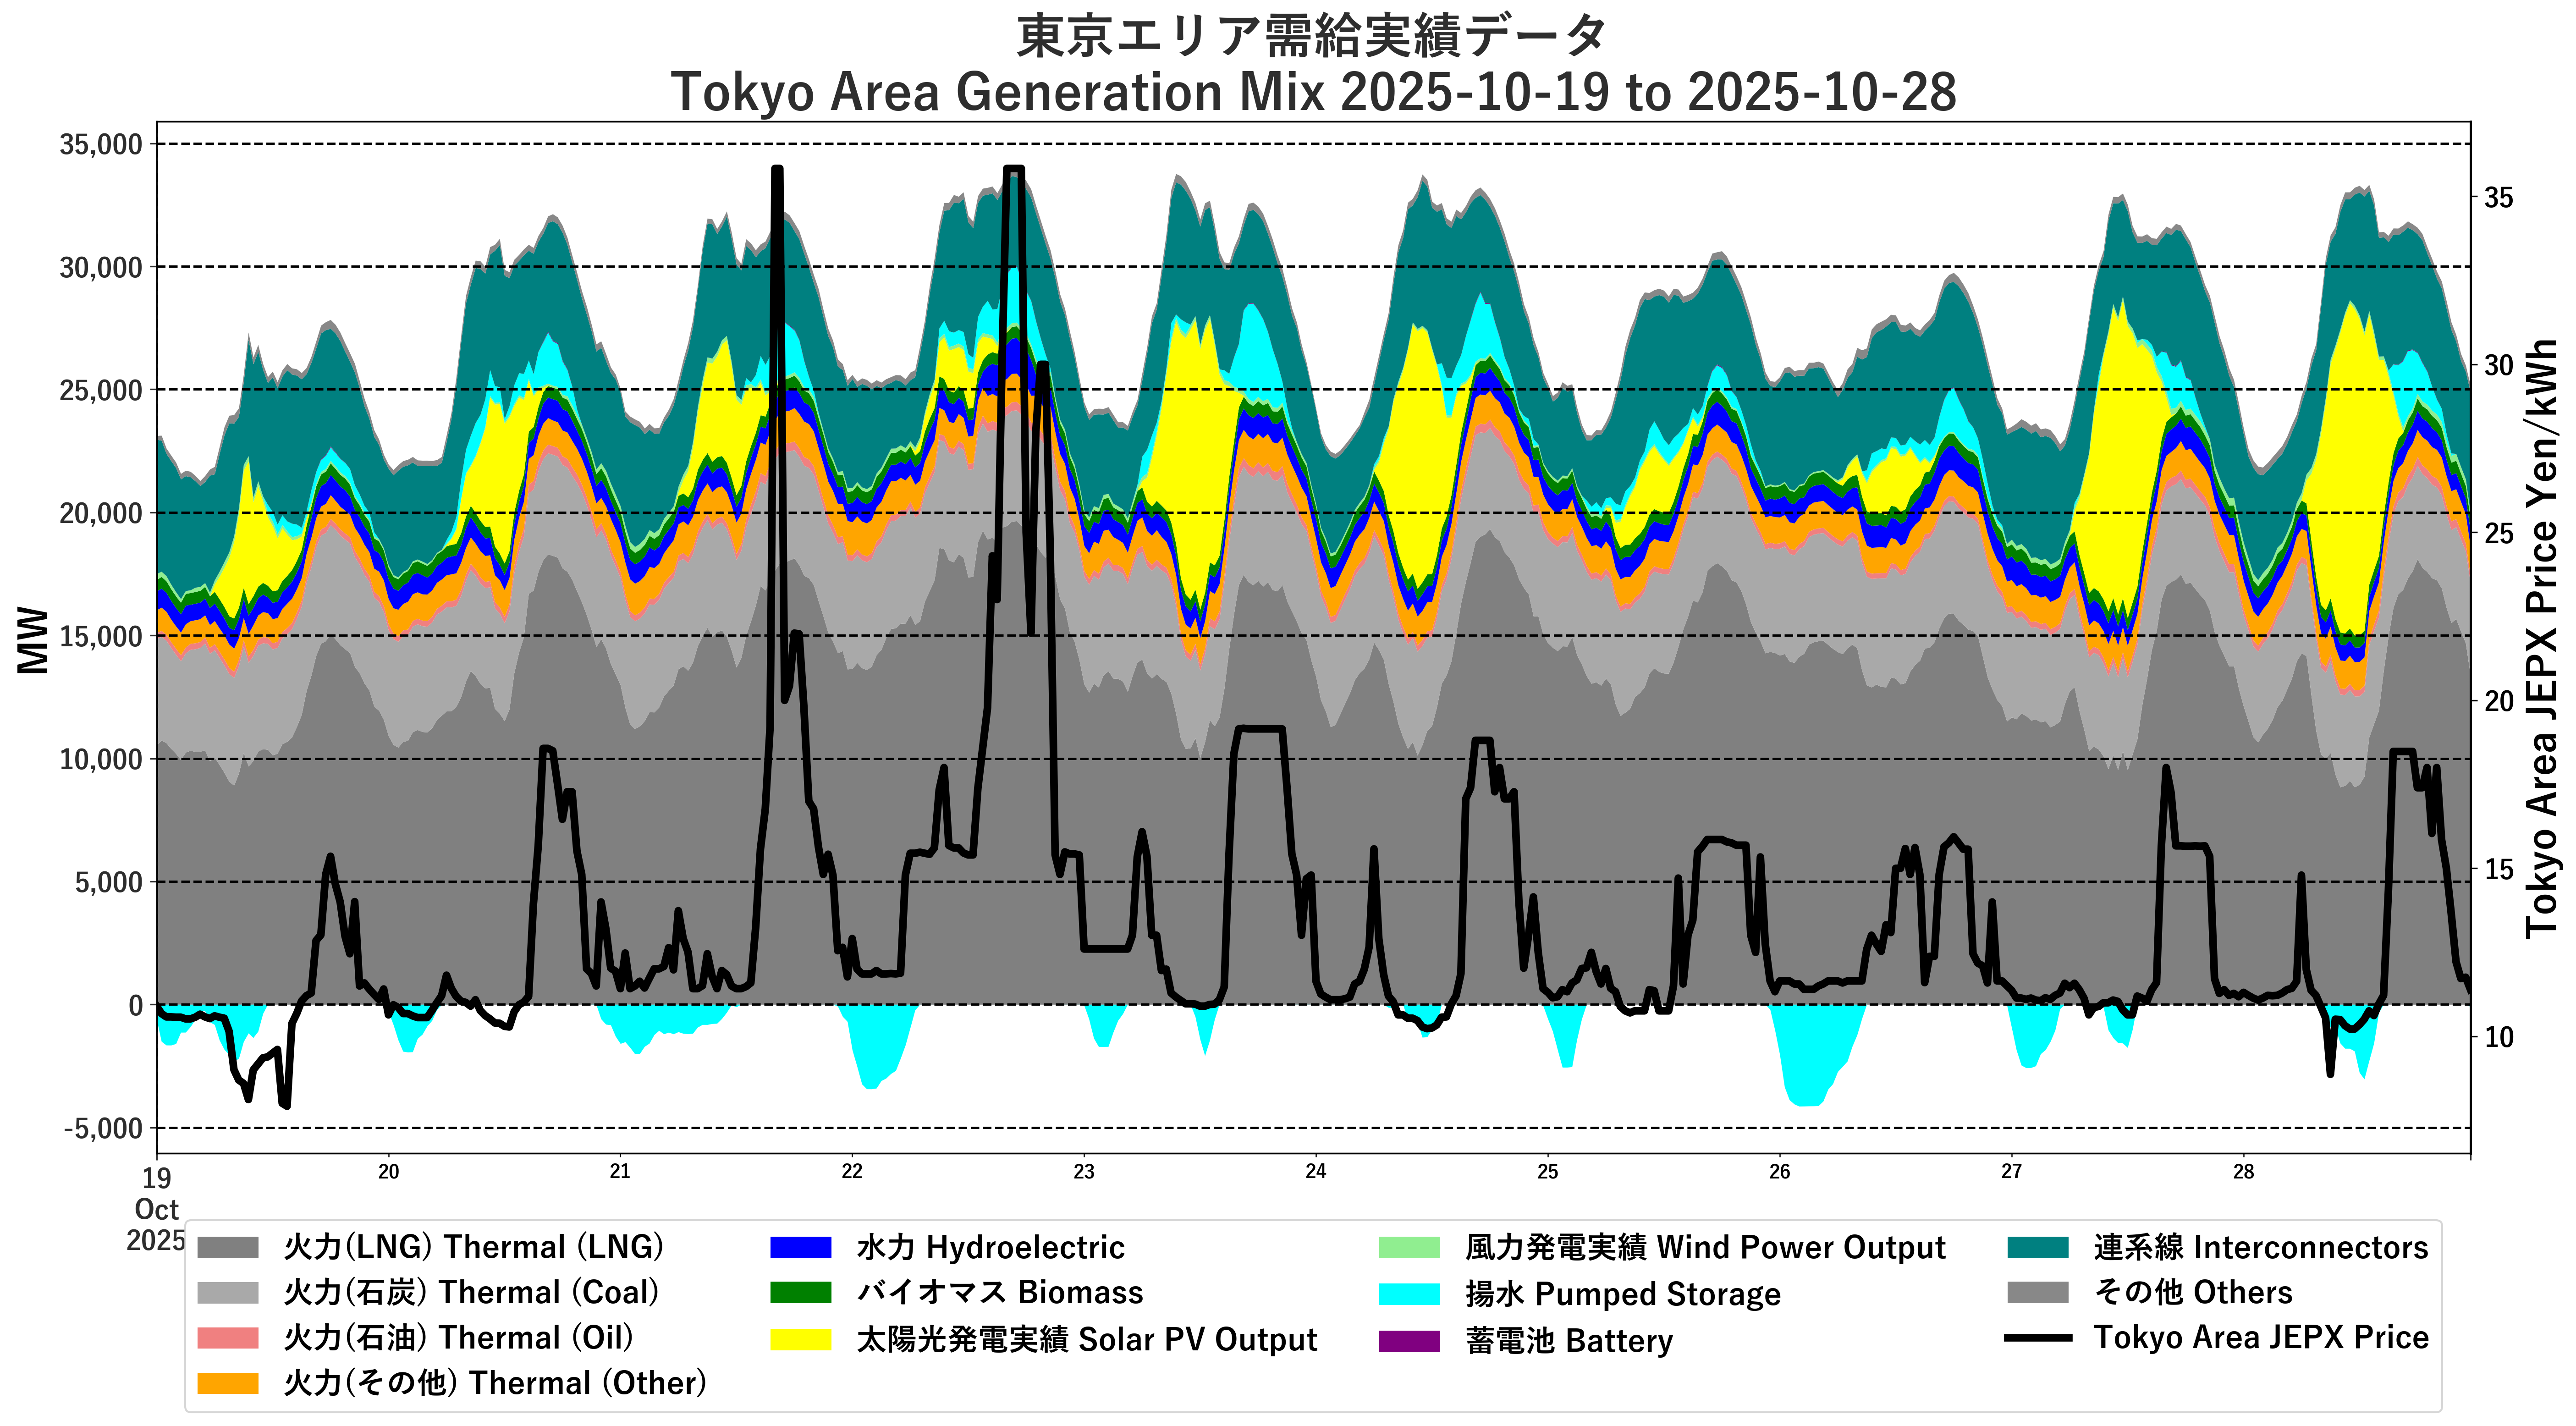 東京エリア需給実績データ
Tokyo Area Generation Mix 2025-10-19 to 2025-10-28
MW
35,000
30,000
25,000
20,000
15,000
10,000
5,000
0
-5,000
35
30
25
20
15
10
Tokyo Area JEPX Price Yen/kWh
19
Oct
2025
20
21
22
23
24
25
26
27
28
火力(LNG) Thermal (LNG)
火力(石炭) Thermal (Coal)
火力(石油) Thermal (Oil)
火力(その他) Thermal (Other)
水力 Hydroelectric
バイオマス Biomass
太陽光発電実績 Solar PV Output
風力発電実績 Wind Power Output
揚水 Pumped Storage
蓄電池 Battery
連系線 Interconnectors
その他 Others
Tokyo Area JEPX Price